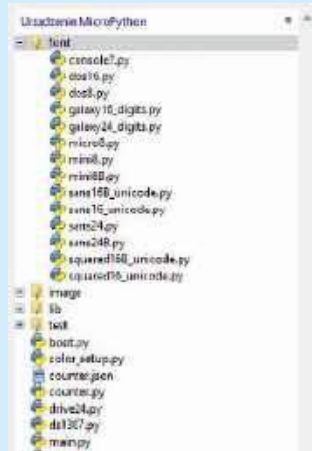 Urządzenie MicroPython
font
console7.py
dos16.py
dos8.py
galaxy16_digits.py
galaxy24_digits.py
micro8.py
mini8.py
mini8B.py
sans16B_unicode.py
sans16_unicode.py
sans24.py
sans24B.py
squared16B_unicode.py
squared16_unicode.py
image
lib
test
boot.py
color_setup.py
counter.json
counter.py
drive24.py
ds1307.py
main.py